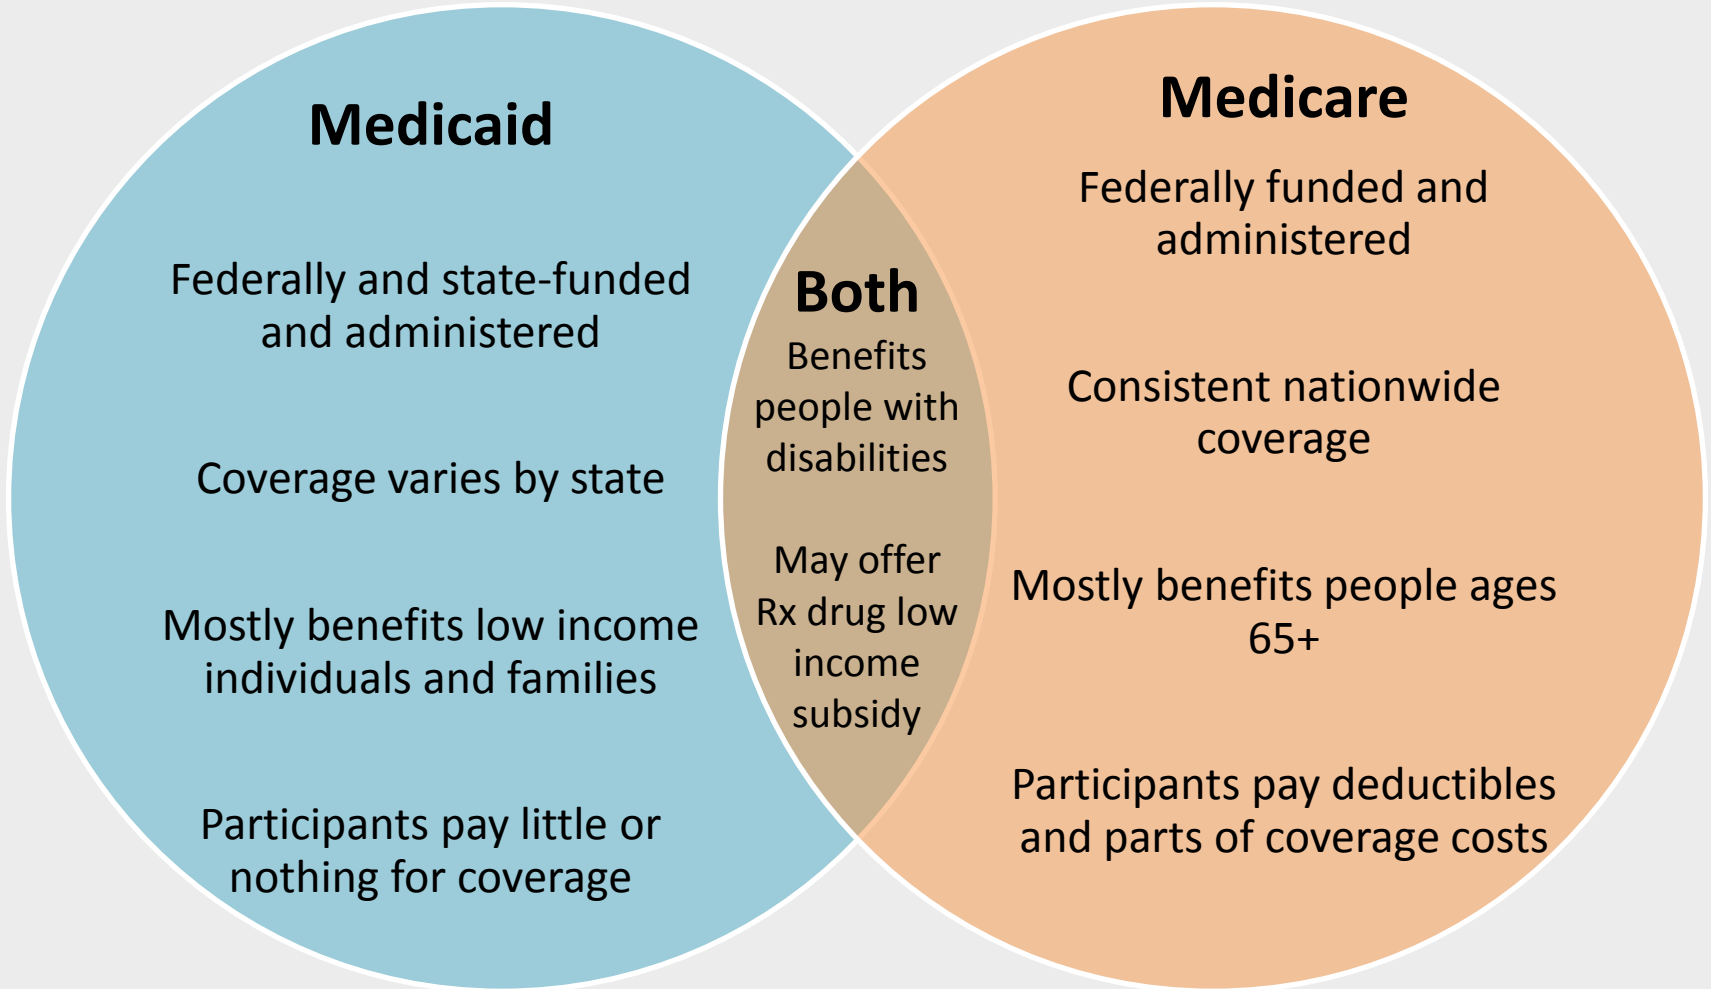 Medicaid
Federally and state-funded
and administered
Coverage varies by state
Mostly benefits low income
individuals and families
Participants pay little or
nothing for coverage
Both
Benefits
people with
disabilities
May offer
Rx drug low
income
subsidy
Medicare
Federally funded and
administered
Consistent nationwide
coverage
Mostly benefits people ages
65+
Participants pay deductibles
and parts of coverage costs